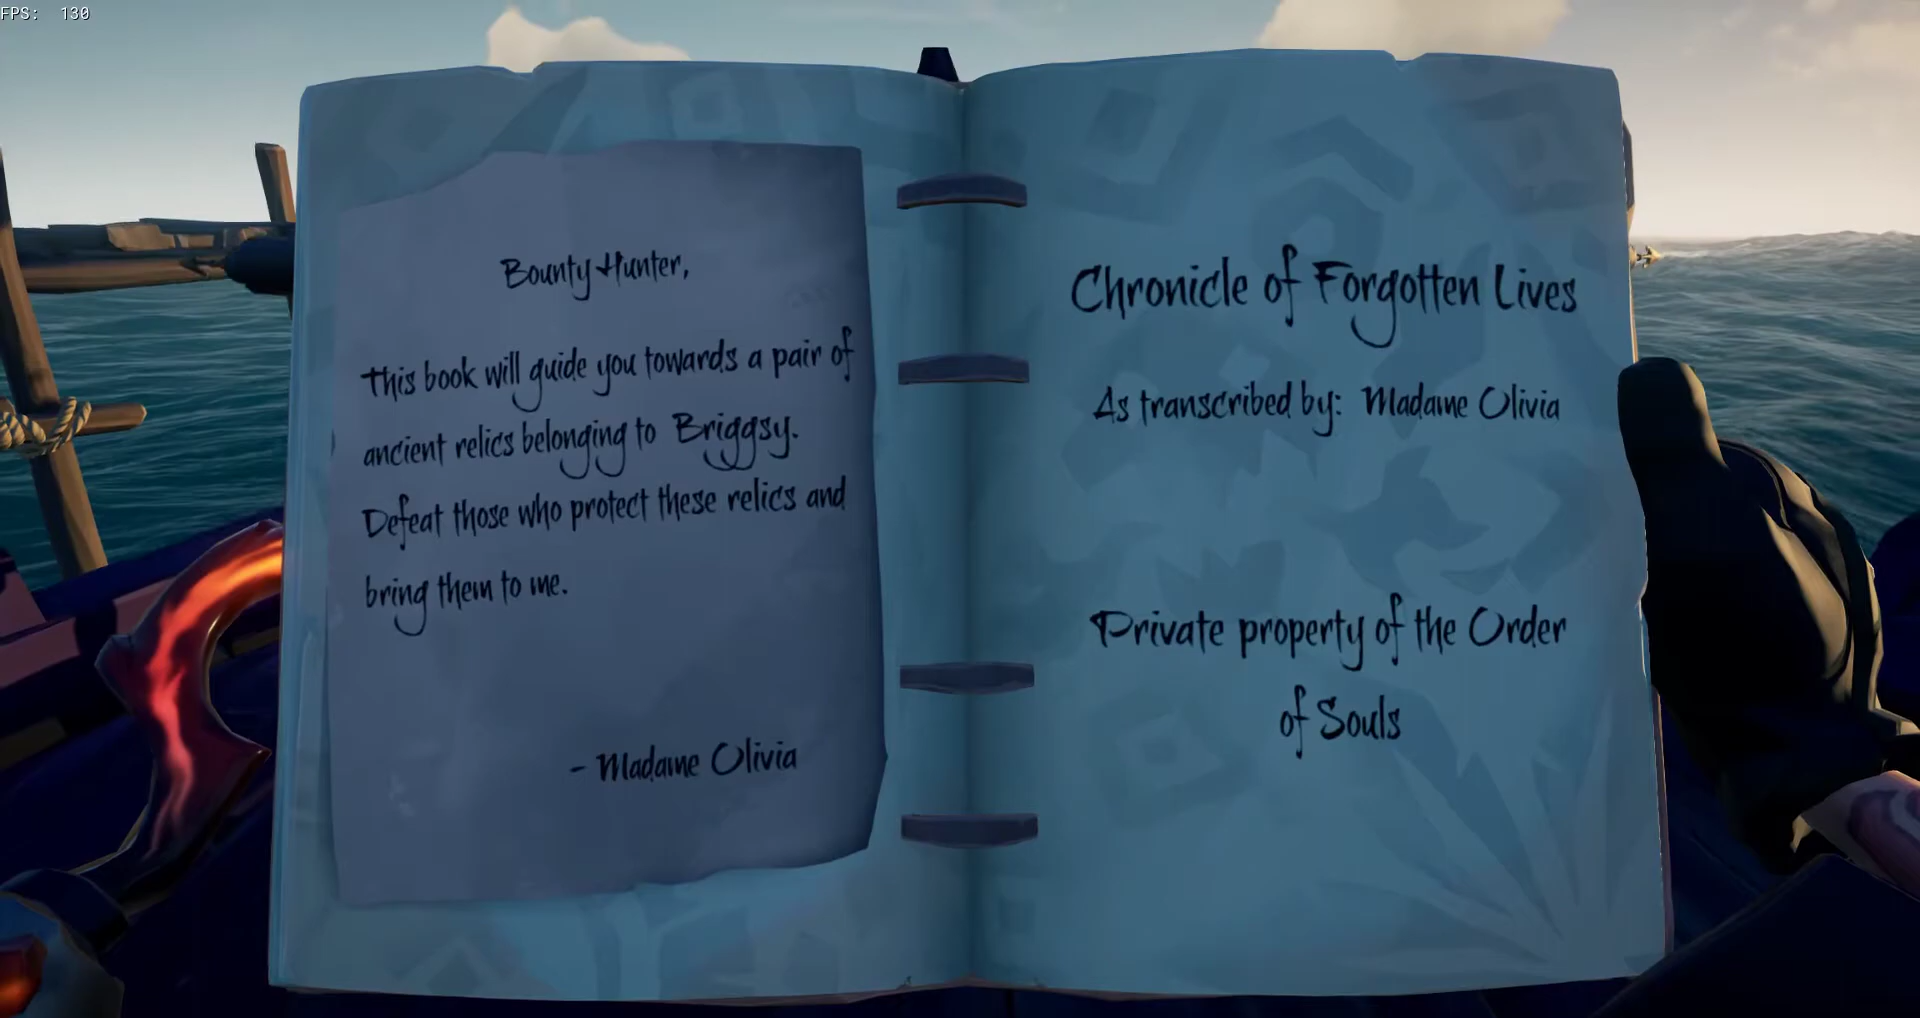 FPS: 130
Bounty Hunter,
This book will guide you towards a pair of
ancient relics belonging to Briggsy.
Defeat those who protect these relics and
bring them to me.
- Madame Olivia
Chronicle of Forgotten Lives
As transcribed by: Madame Olivia
Private property of the Order
of Souls